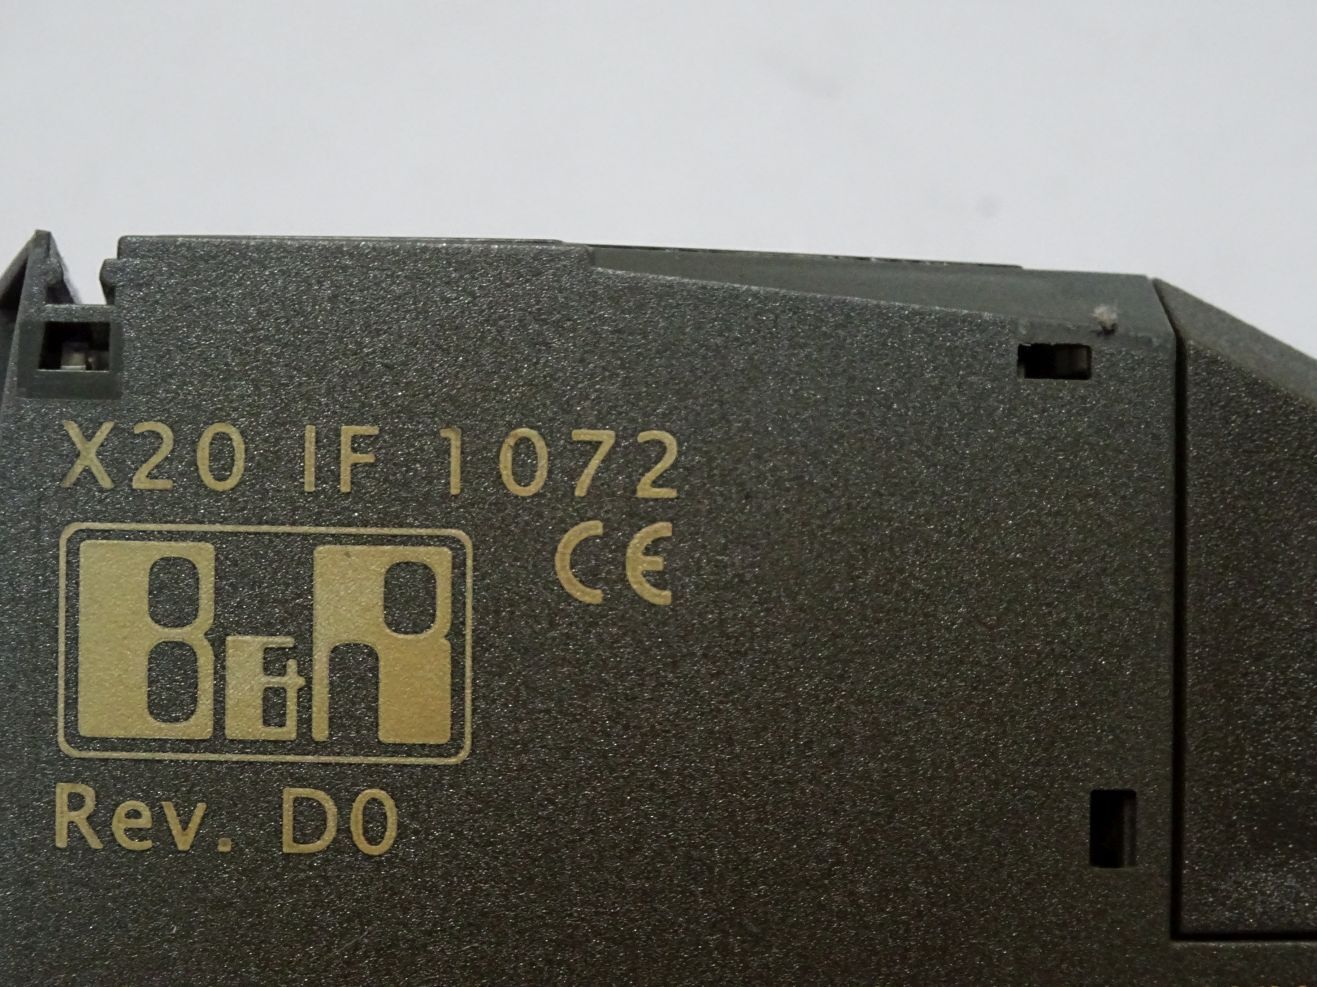 X20 IF 1072
CE
B&R
Rev. D0